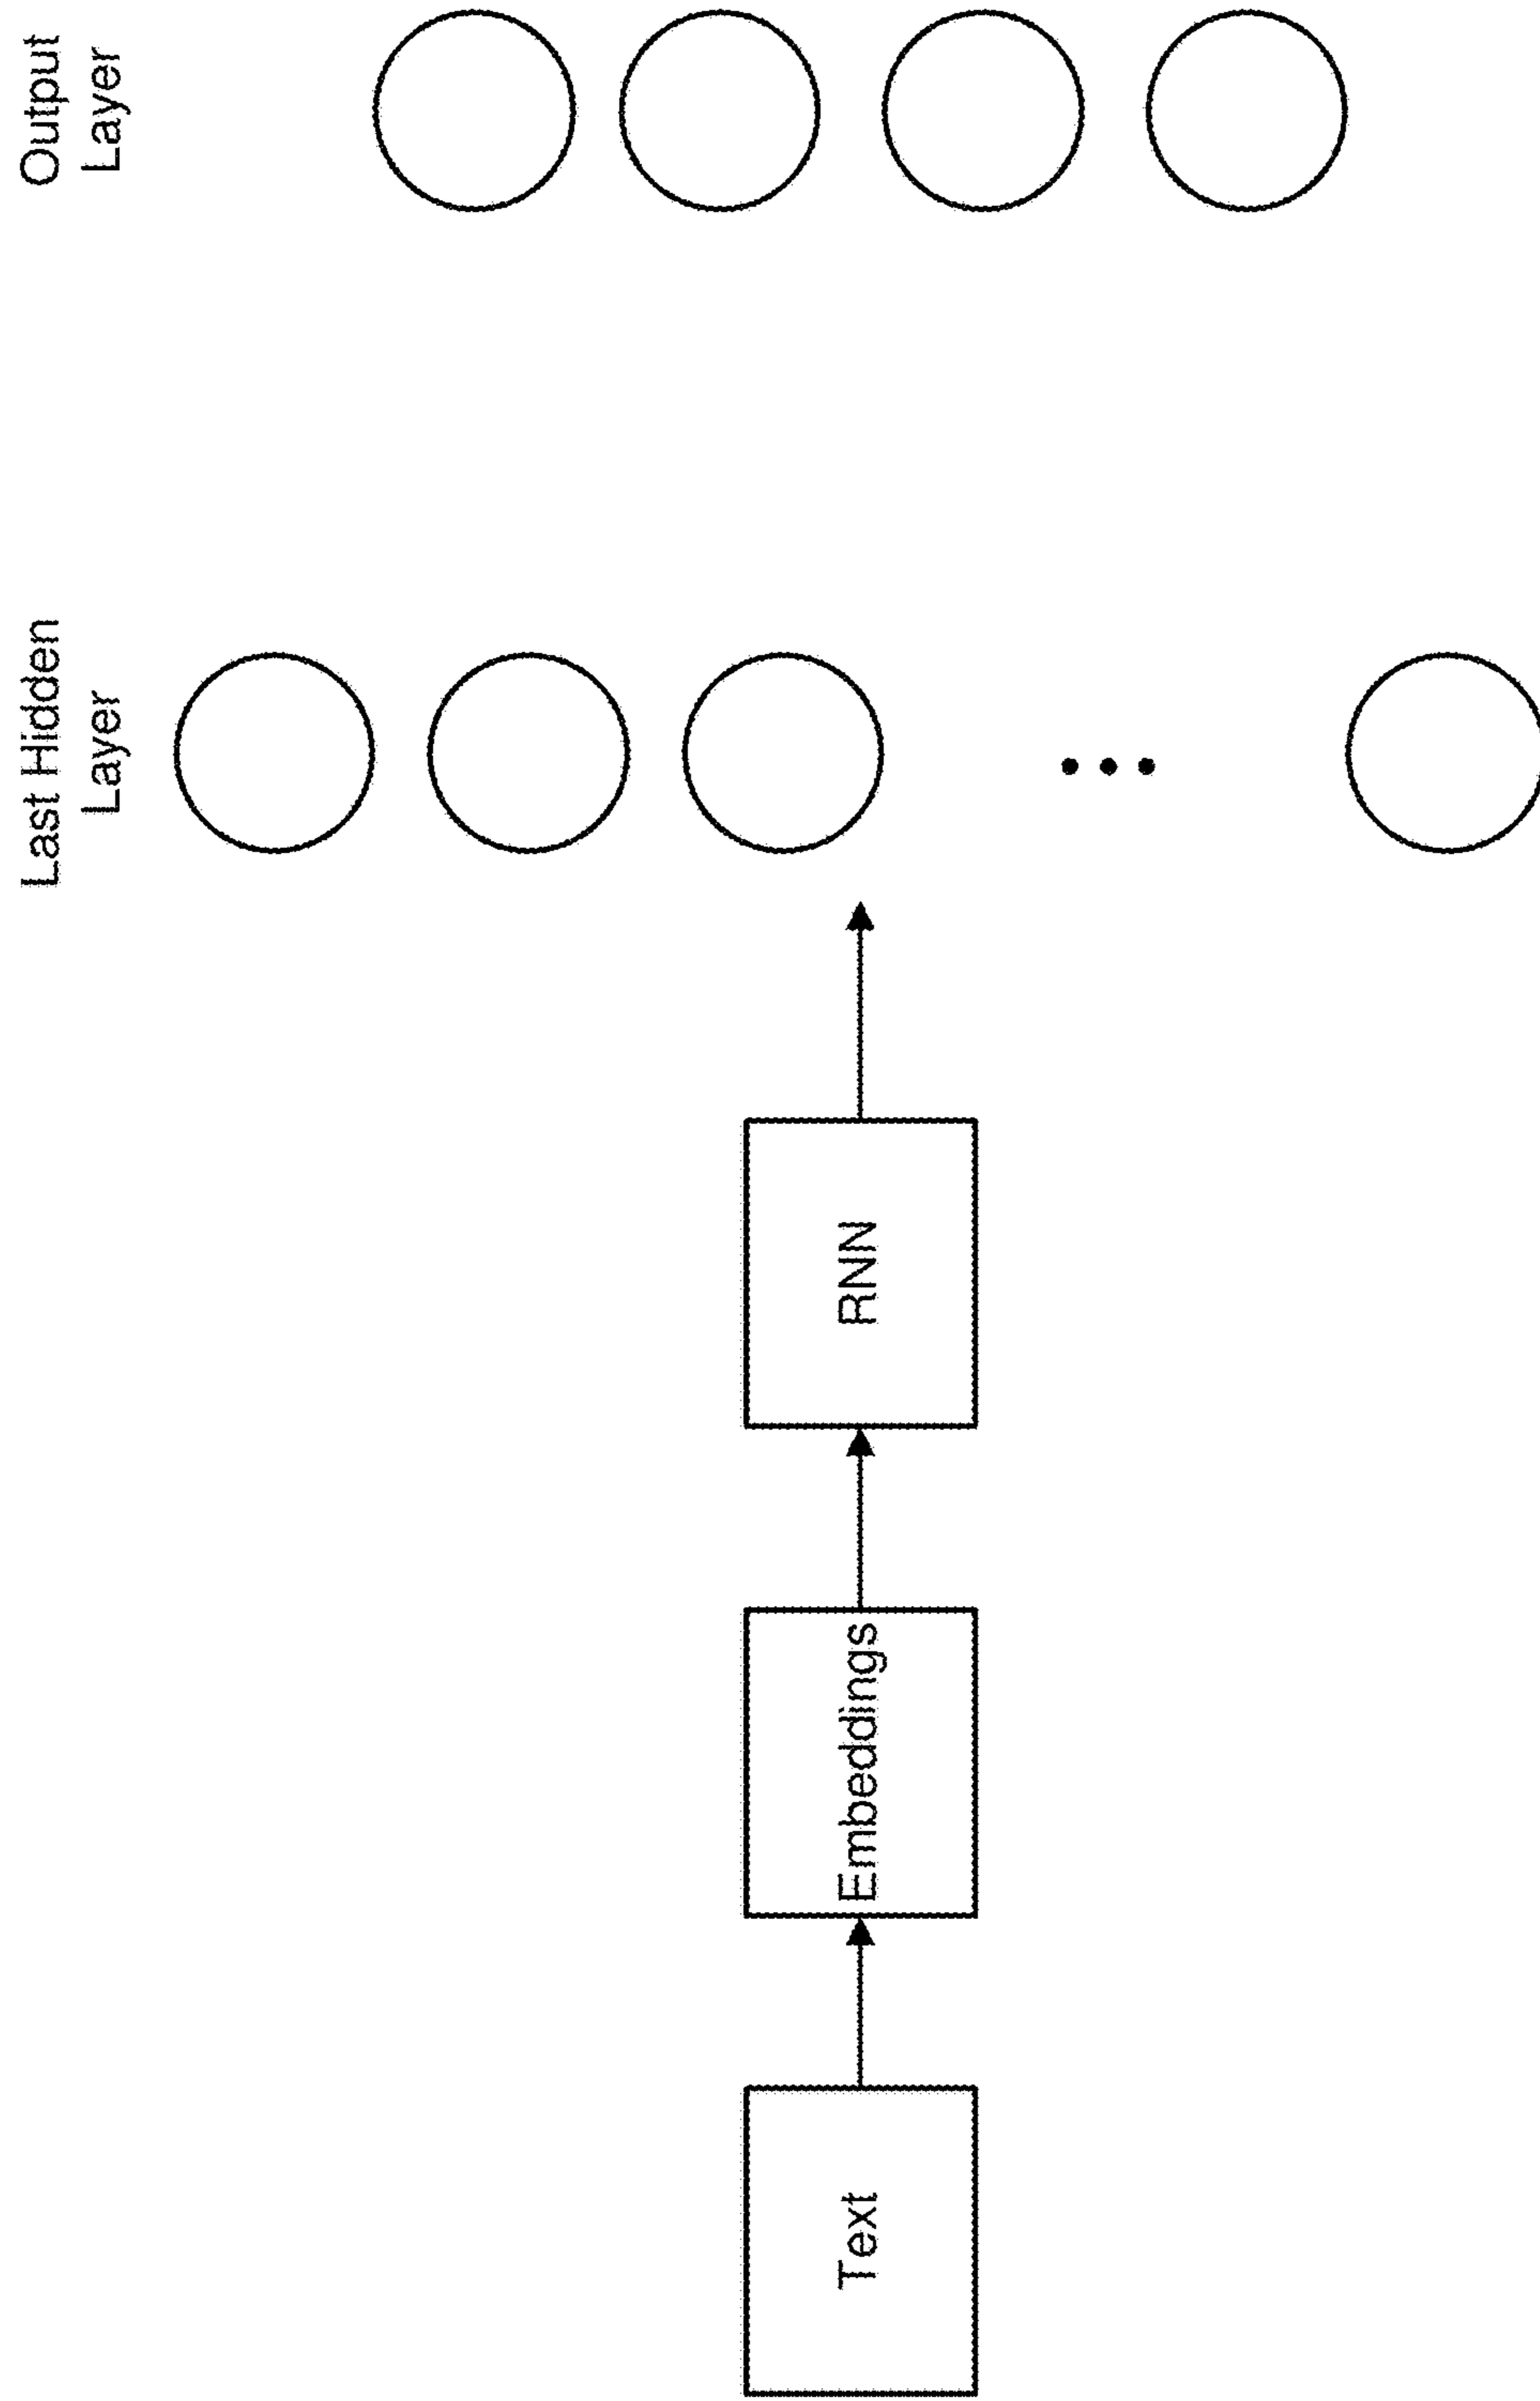 Last Hidden
Layer
Output
Layer
Text
Embeddings
RNN